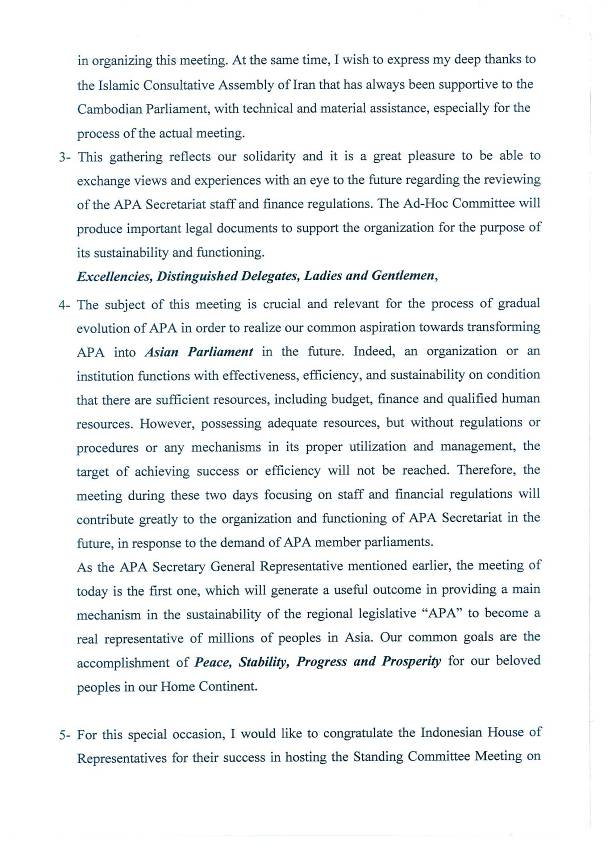 in organizing this meeting. At the same time, I wish to express my deep thanks to
the Islamic Consultative Assembly of Iran that has always been supportive to the
Cambodian Parliament, with technical and material assistance, especially for the
process of the actual meeting.
3- This gathering reflects our solidarity and it is a great pleasure to be able to
exchange views and experiences with an eye to the future regarding the reviewing
of the APA Secretariat staff and finance regulations. The Ad-Hoc Committee will
produce important legal documents to support the organization for the purpose of
its sustainability and functioning.
Excellencies, Distinguished Delegates, Ladies and Gentlemen,
4- The subject of this meeting is crucial and relevant for the process of gradual
evolution of APA in order to realize our common aspiration towards transforming
APA into Asian Parliament in the future. Indeed, an organization or an
institution functions with effectiveness, efficiency, and sustainability on condition
that there are sufficient resources, including budget, finance and qualified human
resources. However, possessing adequate resources, but without regulations or
procedures or any mechanisms in its proper utilization and management, the
target of achieving success or efficiency will not be reached. Therefore, the
meeting during these two days focusing on staff and financial regulations will
contribute greatly to the organization and functioning of APA Secretariat in the
future, in response to the demand of APA member parliaments.
As the APA Secretary General Representative mentioned earlier, the meeting of
today is the first one, which will generate a useful outcome in providing a main
mechanism in the sustainability of the regional legislative “APA” to become a
real representative of millions of peoples in Asia. Our common goals are the
accomplishment of Peace, Stability, Progress and Prosperity for our beloved
peoples in our Home Continent.
5- For this special occasion, I would like to congratulate the Indonesian House of
Representatives for their success in hosting the Standing Committee Meeting on